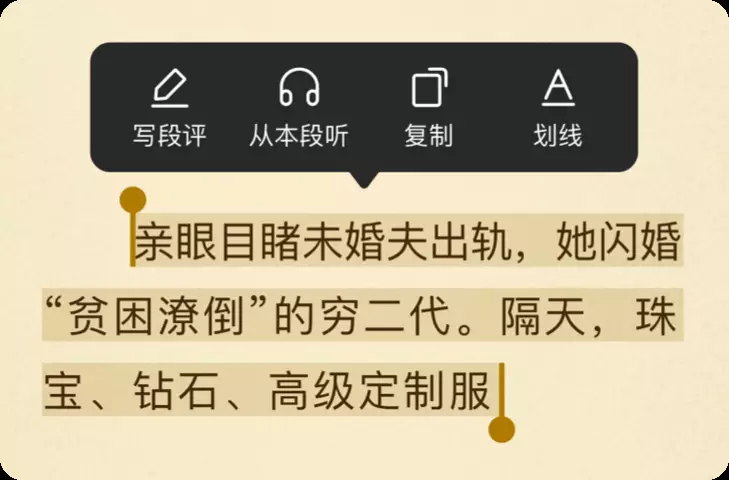 写段评 从本段听 复制 划线
亲眼目睹未婚夫出轨，她闪婚
“贫困潦倒”的穷二代。隔天，珠
宝、钻石、高级定制服